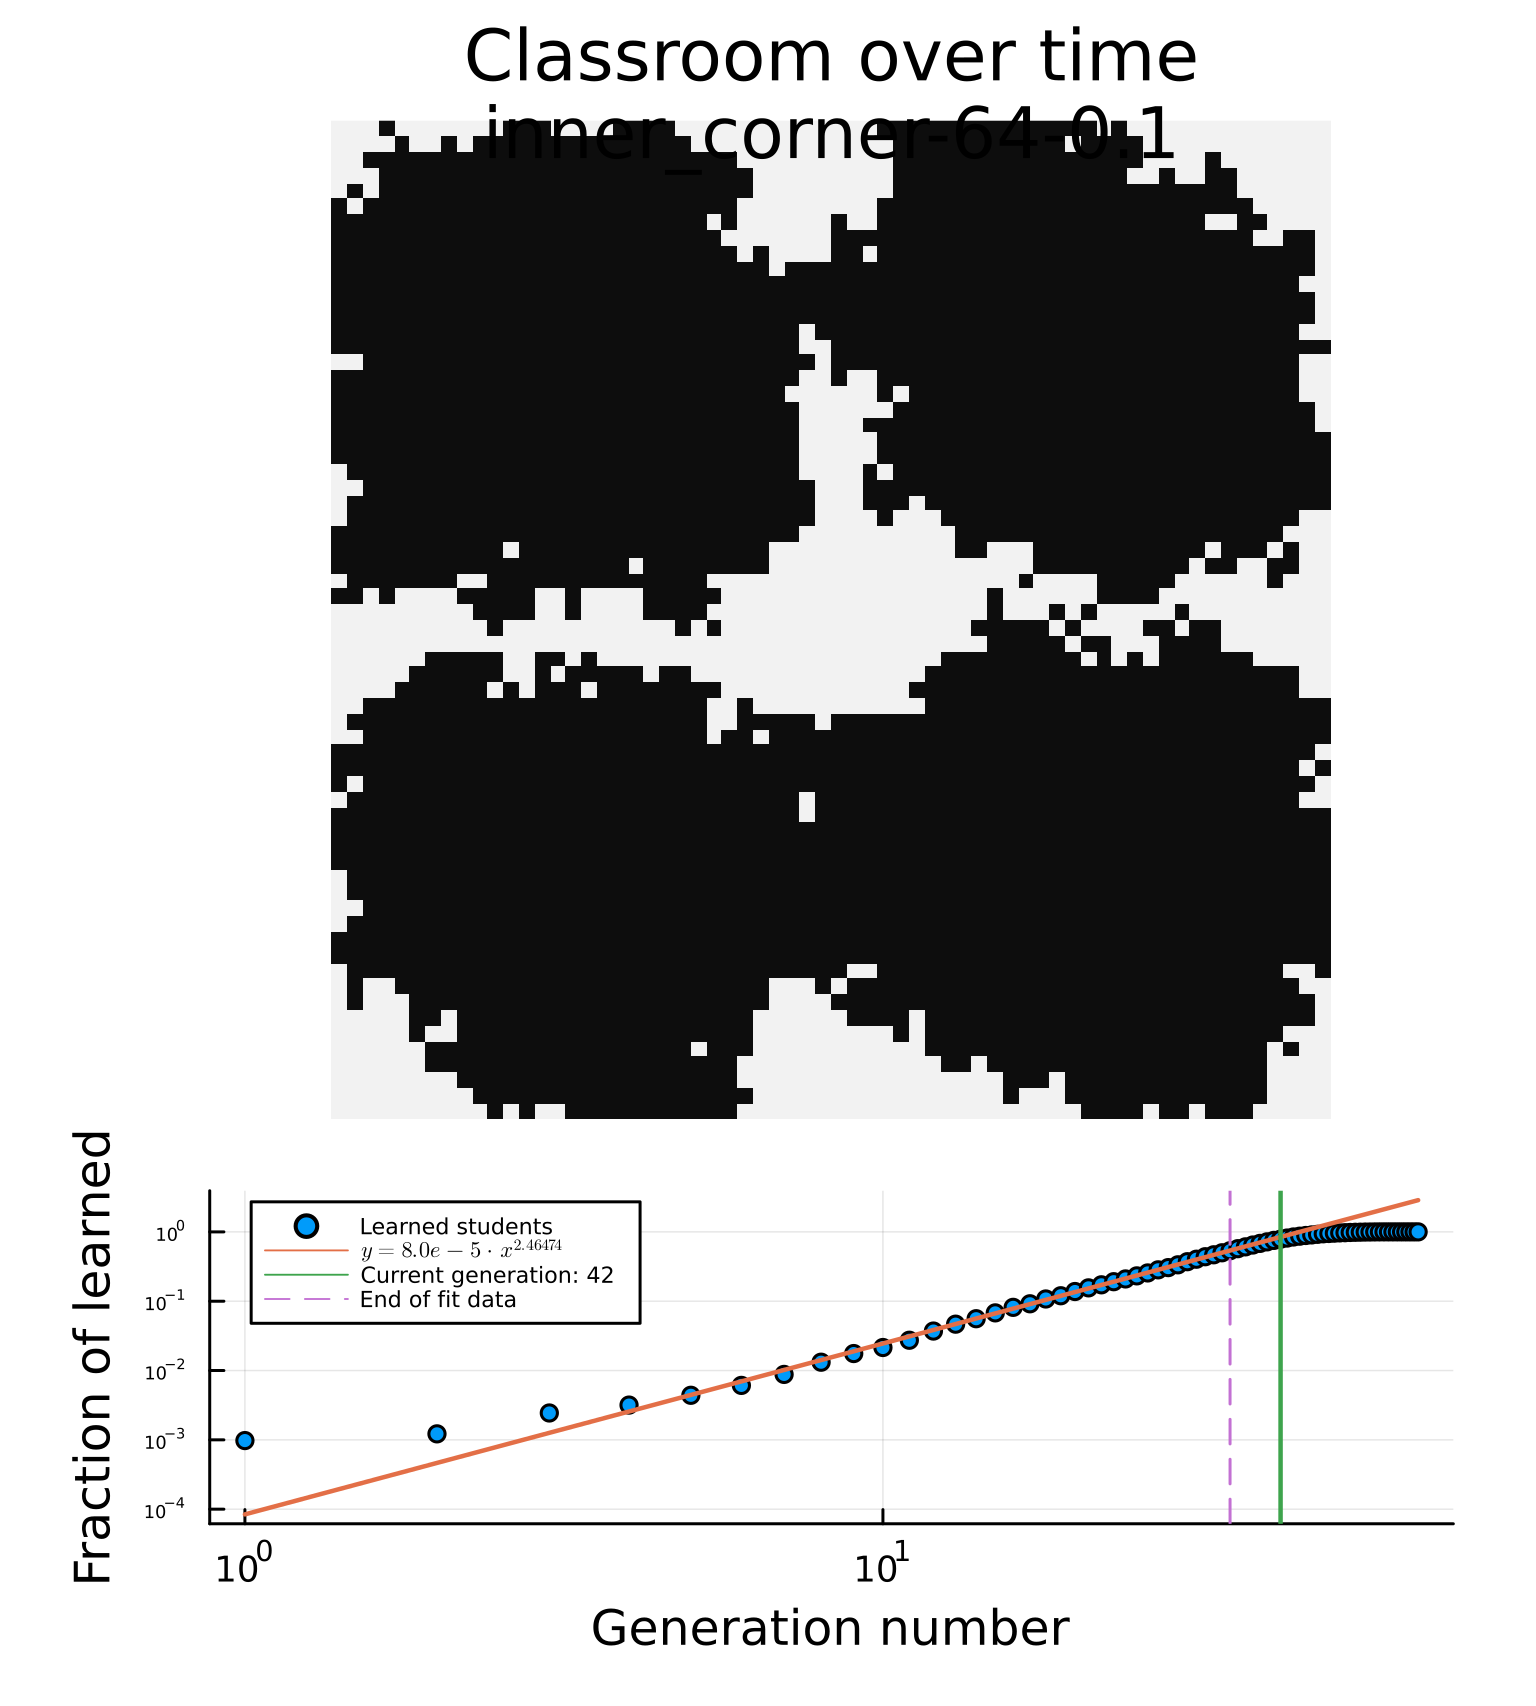 Classroom over time
inner_corner-64-0.1
Fraction of learned
10^0
10^−1
10^−2
10^−3
10^−4
Learned students
y = 8.0e − 5 · x^2.46474
Current generation: 42
End of fit data
10^0
10^1
Generation number